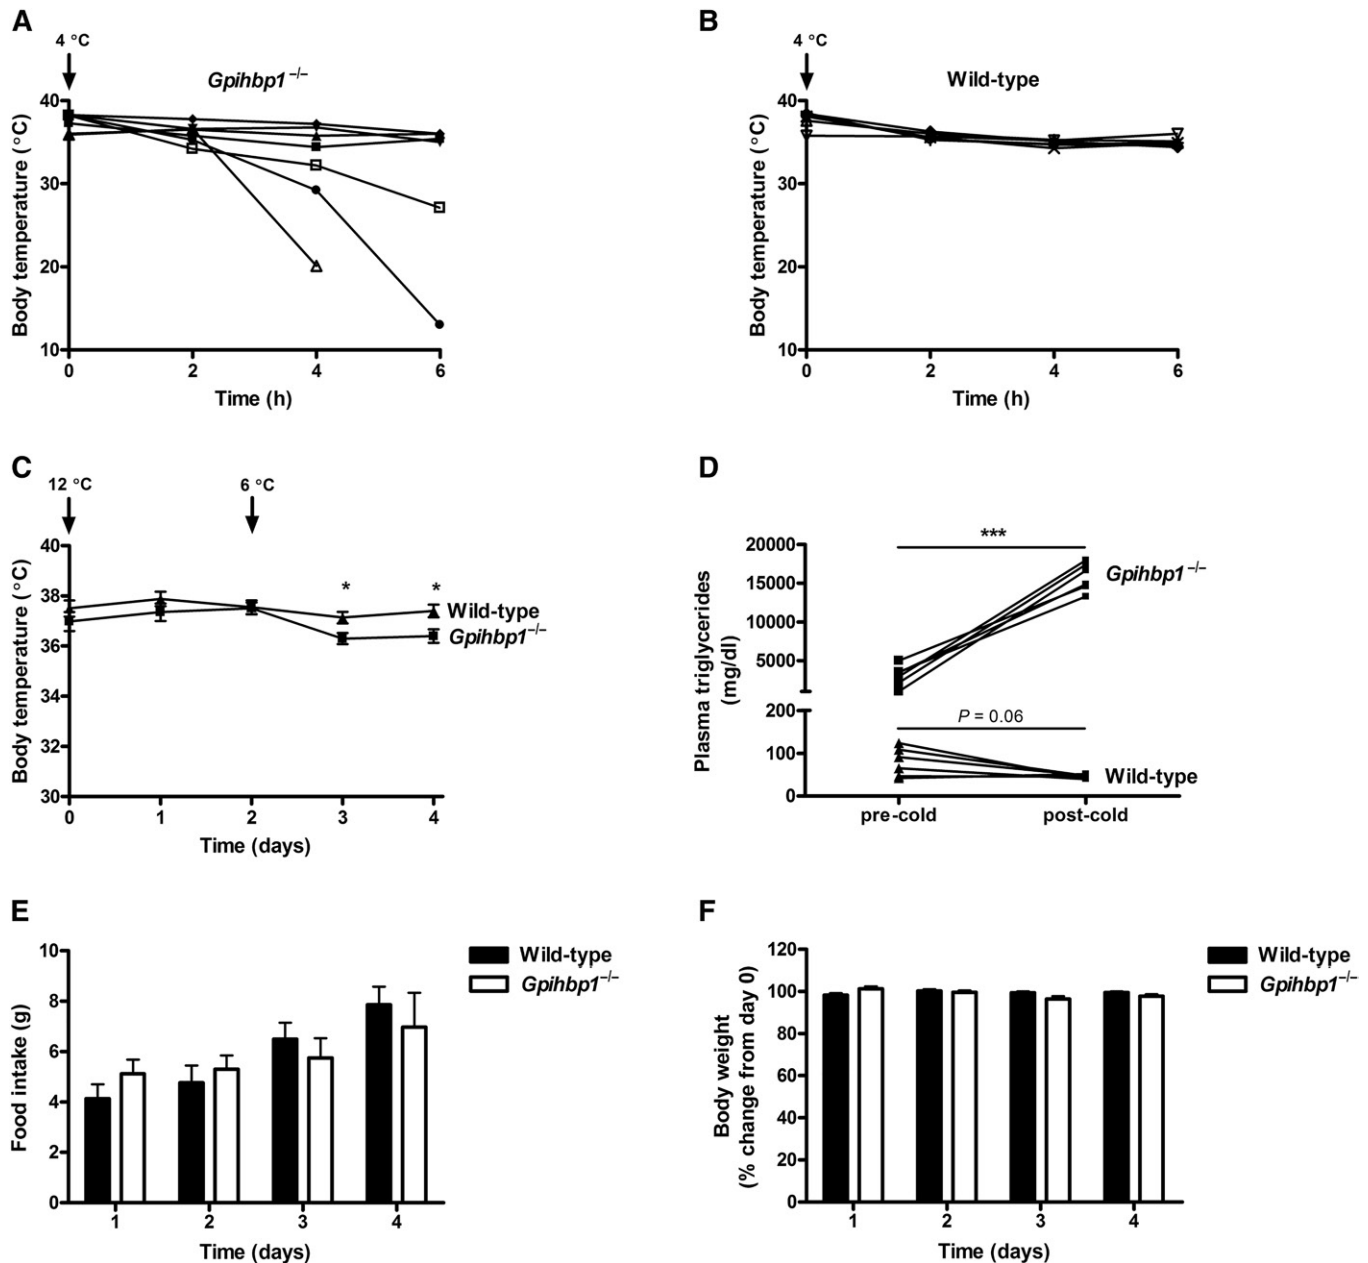 A
4 °C
Gpihbp1−/−
40
30
20
10
Body temperature (°C)
0 2 4 6
Time (h)
B
4 °C
Wild-type
40
30
20
10
Body temperature (°C)
0 2 4 6
Time (h)
C
12 °C 6 °C
40
38
36
34
32
30
Body temperature (°C)
* *
Wild-type
Gpihbp1−/−
0 1 2 3 4
Time (days)
D
***
20000
15000
10000
5000
200
100
0
Plasma triglycerides
(mg/dl)
Gpihbp1−/−
P = 0.06
Wild-type
pre-cold post-cold
E
10
8
6
4
2
0
Food intake (g)
Wild-type
Gpihbp1−/−
1 2 3 4
Time (days)
F
120
100
80
60
40
20
0
Body weight
(% change from day 0)
Wild-type
Gpihbp1−/−
1 2 3 4
Time (days)